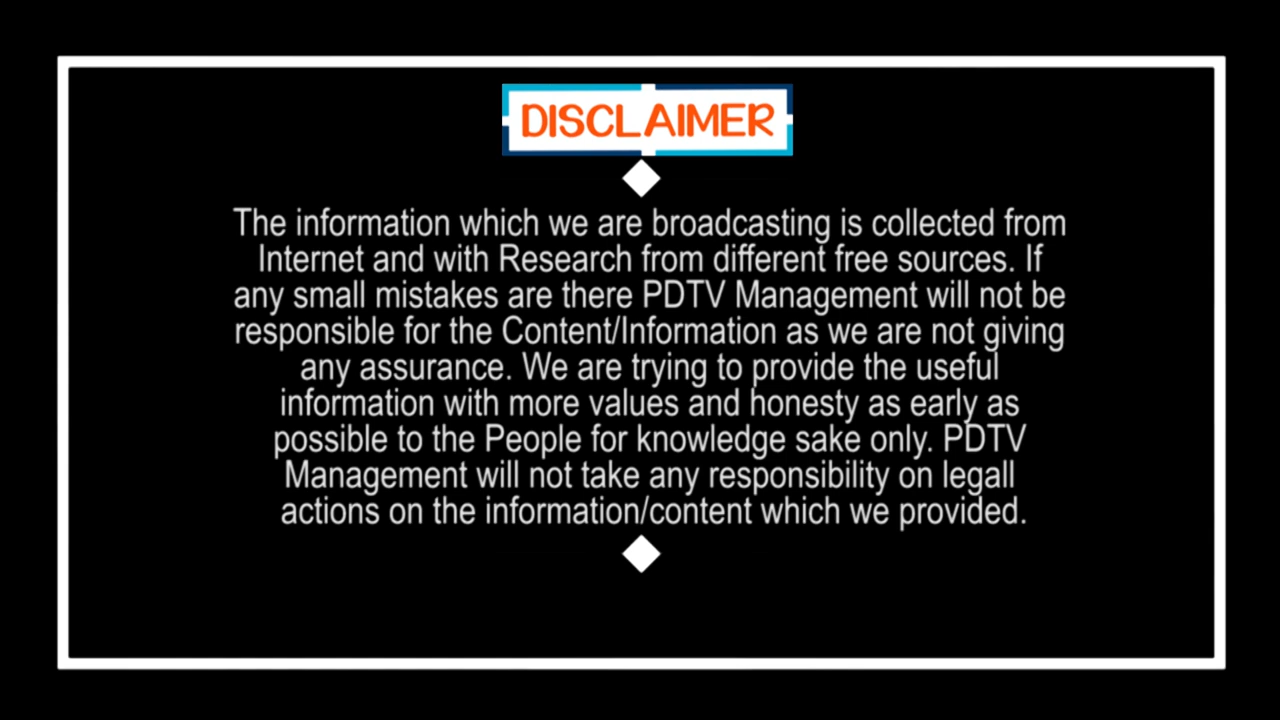 DISCLAIMER
The information which we are broadcasting is collected from
Internet and with Research from different free sources. If
any small mistakes are there PDTV Management will not be
responsible for the Content/Information as we are not giving
any assurance. We are trying to provide the useful
information with more values and honesty as early as
possible to the People for knowledge sake only. PDTV
Management will not take any responsibility on legall
actions on the information/content which we provided.